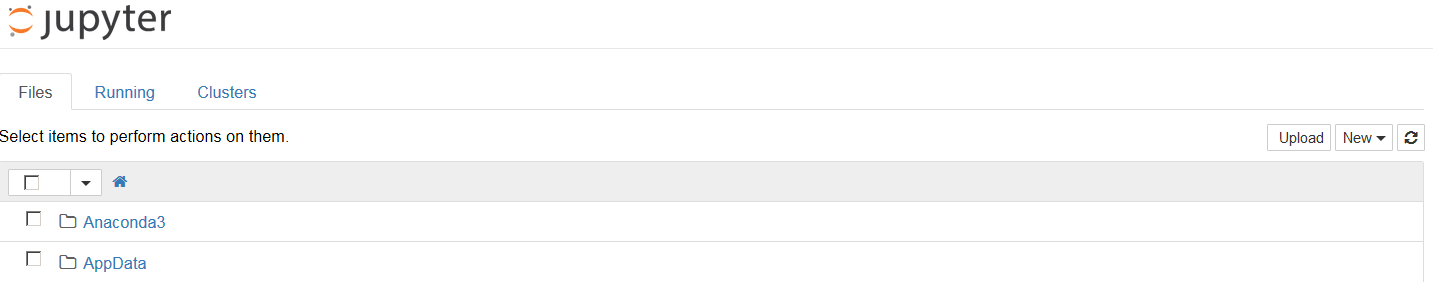 jupyter
Files Running Clusters
Select items to perform actions on them.
Upload New
Anaconda3
AppData